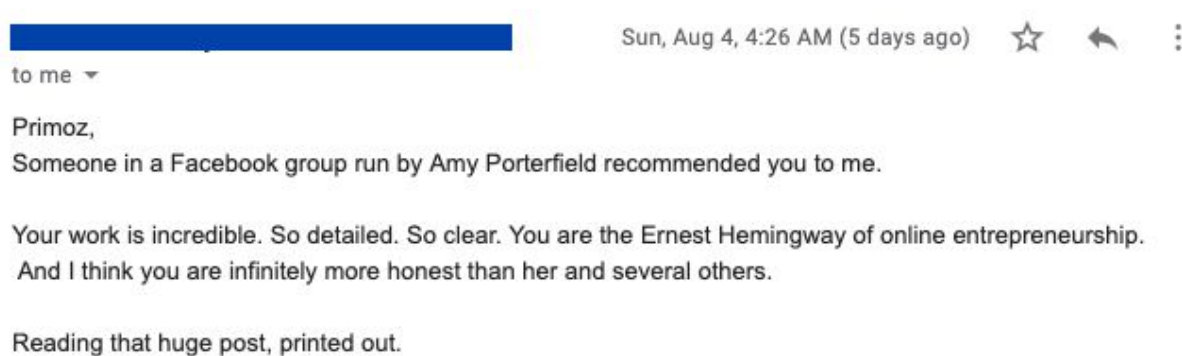 Sun, Aug 4, 4:26 AM (5 days ago)
to me
Primoz,
Someone in a Facebook group run by Amy Porterfield recommended you to me.
Your work is incredible. So detailed. So clear. You are the Ernest Hemingway of online entrepreneurship.
And I think you are infinitely more honest than her and several others.
Reading that huge post, printed out.